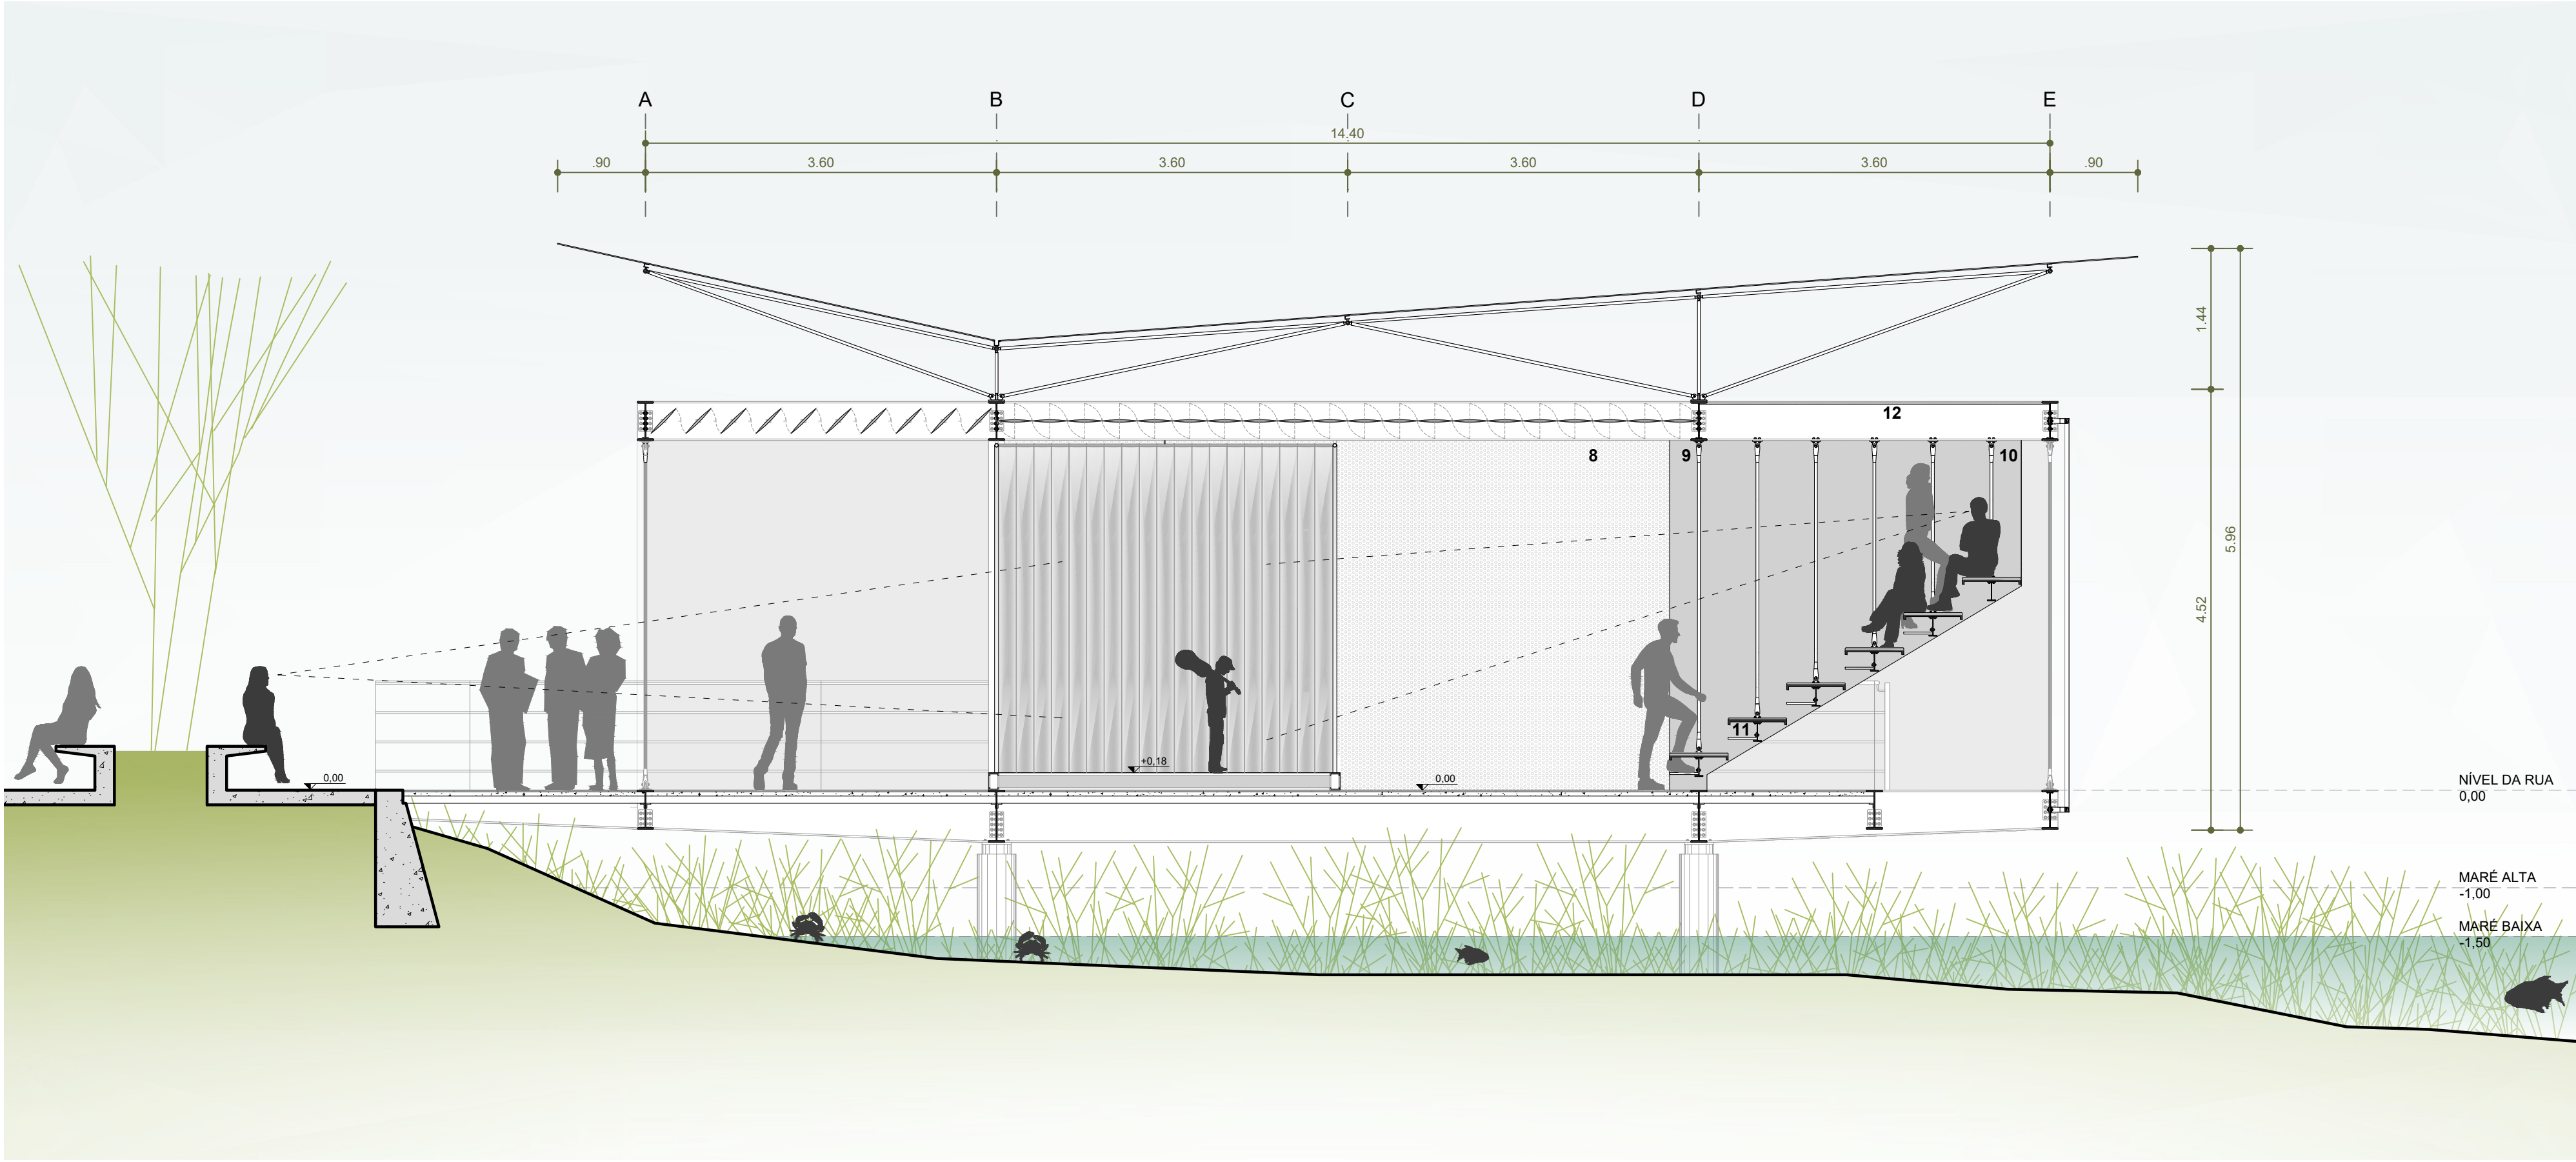 A B C D E
14.40
.90 3.60 3.60 3.60 3.60 .90
1.44
12
8 9 10
5.96
4.52
11
+0,18
0,00
0,00
NÍVEL DA RUA
0,00
MARÉ ALTA
-1,00
MARÉ BAIXA
-1,50